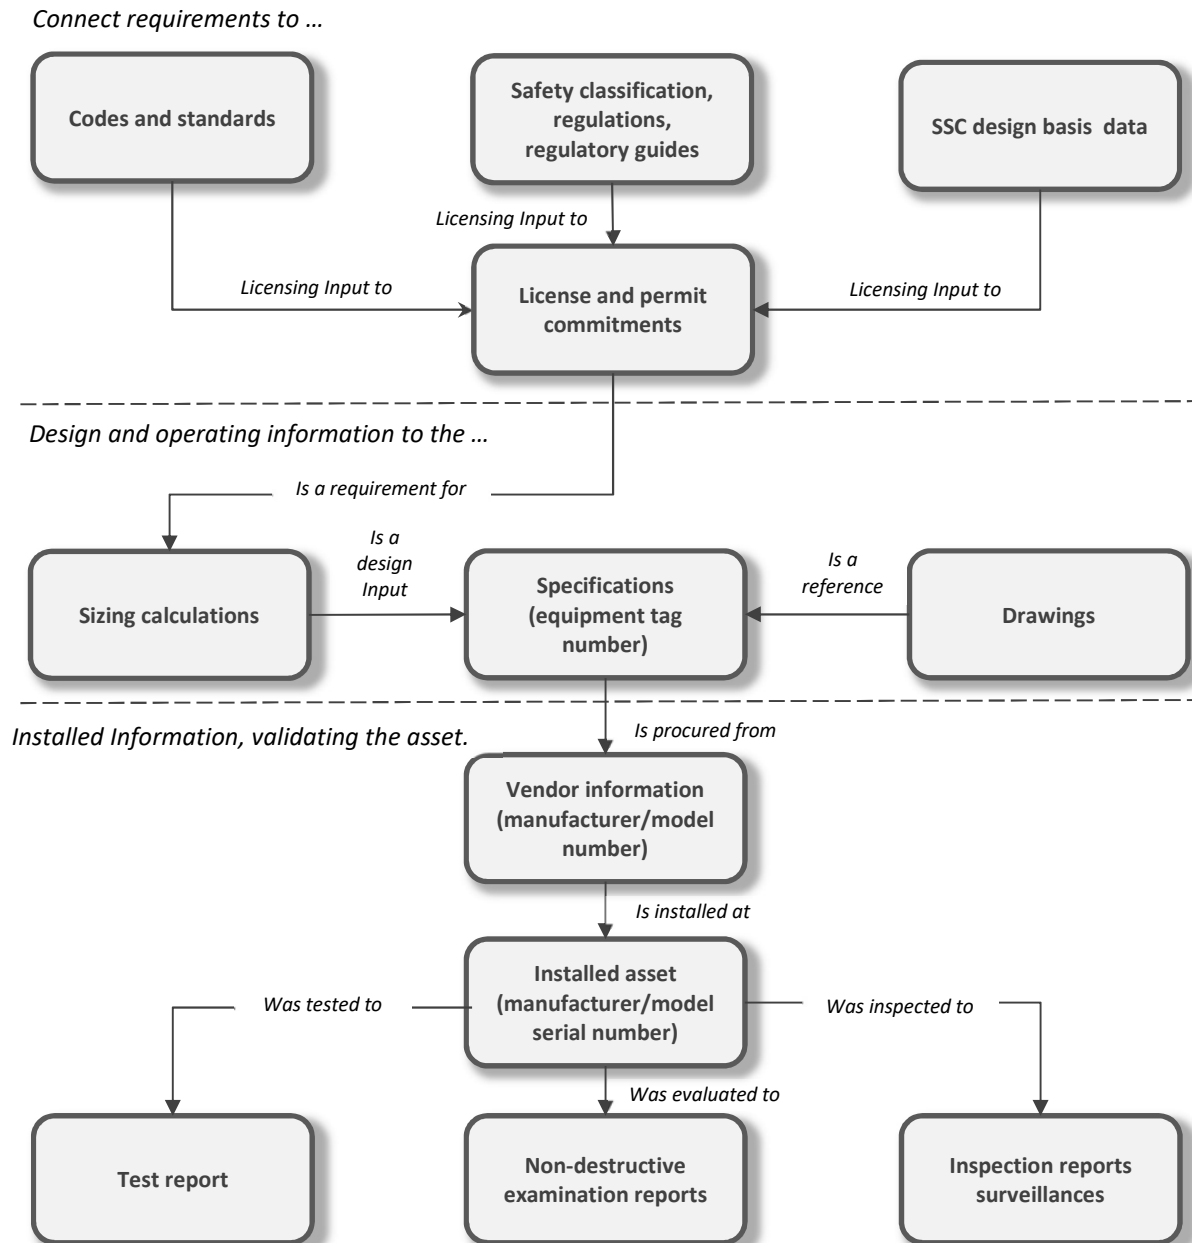 Connect requirements to …
Codes and standards
Safety classification,
regulations,
regulatory guides
SSC design basis data
Licensing Input to
Licensing Input to
Licensing Input to
License and permit
commitments
Design and operating information to the …
Is a requirement for
Sizing calculations
Is a
design
Input
Specifications
(equipment tag
number)
Is a
reference
Drawings
Is procured from
Installed Information, validating the asset.
Vendor information
(manufacturer/model
number)
Is installed at
Installed asset
(manufacturer/model
serial number)
Was tested to
Was inspected to
Was evaluated to
Test report
Non-destructive
examination reports
Inspection reports
surveillances